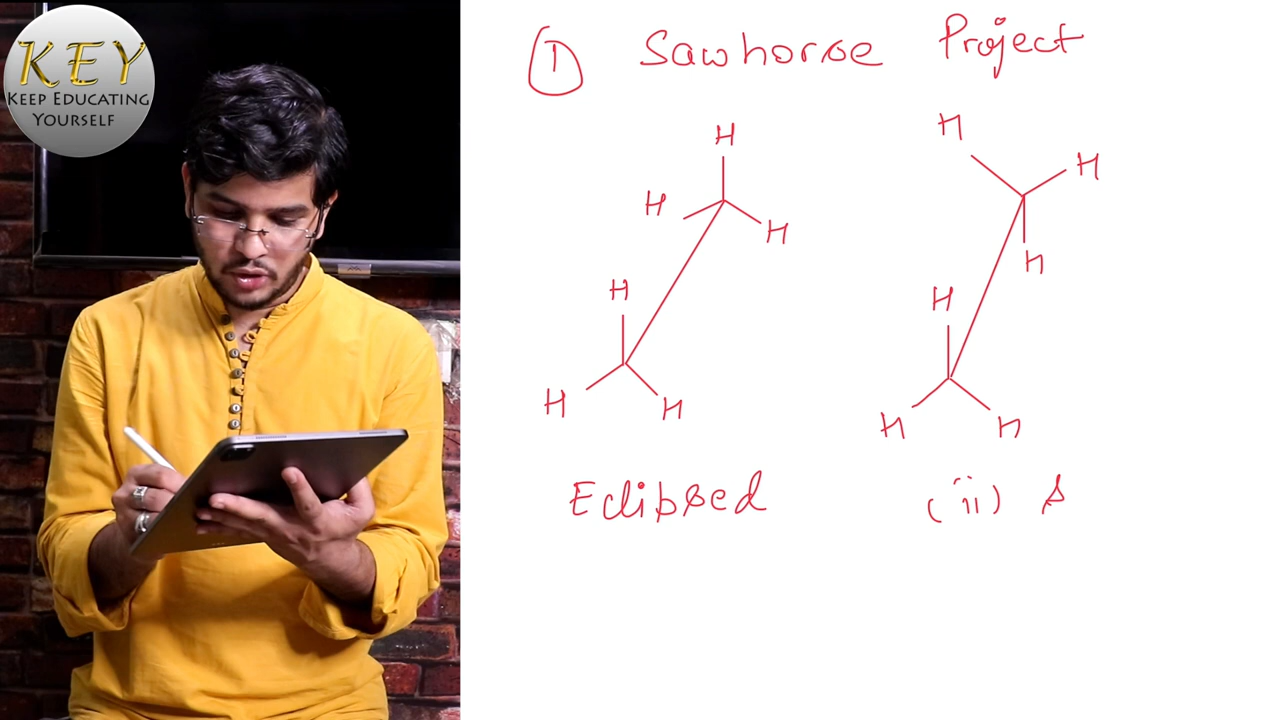 KEY
KEEP EDUCATING
YOURSELF
1 Sawhorse Project
H H
H H
H H
H H
H H
H H
Eclipsed (ii) s